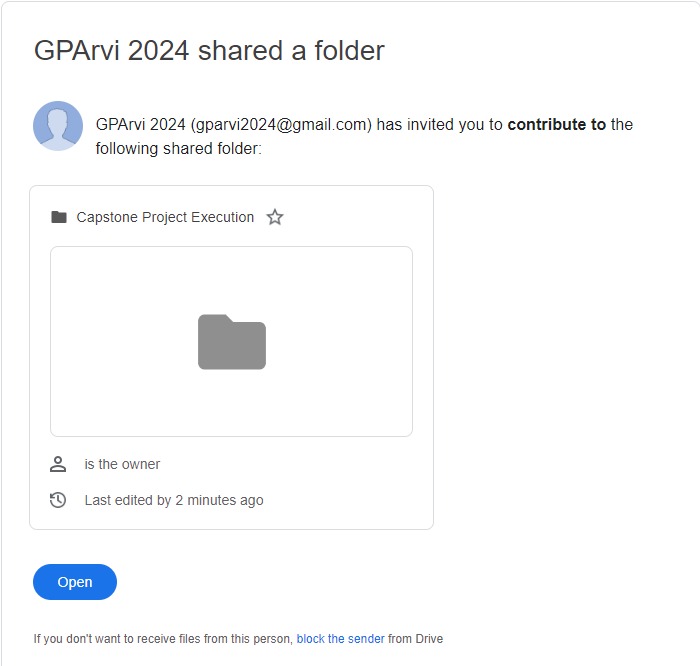 GPArvi 2024 shared a folder
GPArvi 2024 (gparvi2024@gmail.com) has invited you to contribute to the
following shared folder:
Capstone Project Execution
is the owner
Last edited by 2 minutes ago
Open
If you don't want to receive files from this person, block the sender from Drive